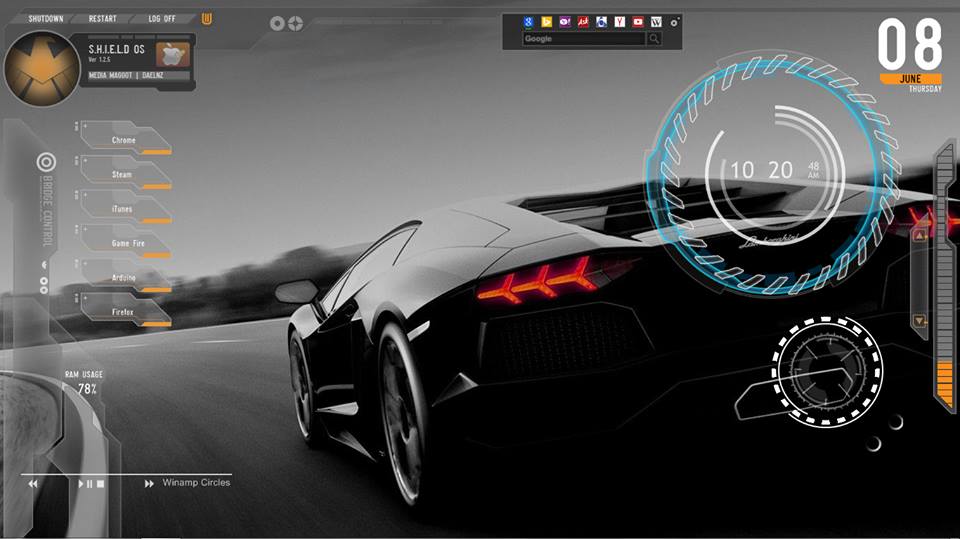 SHUTDOWN RESTART LOG OFF
S.H.I.E.L.D OS
Ver 1.2.5
MEDIA MAGGOT | DAELNZ
Google
08
JUNE
THURSDAY
10 20 48
AM
Lamborghini
BRIDGE CONTROL
Chrome
Steam
iTunes
Game Fire
Arduino
Firefox
RAM USAGE
78%
Winamp Circles